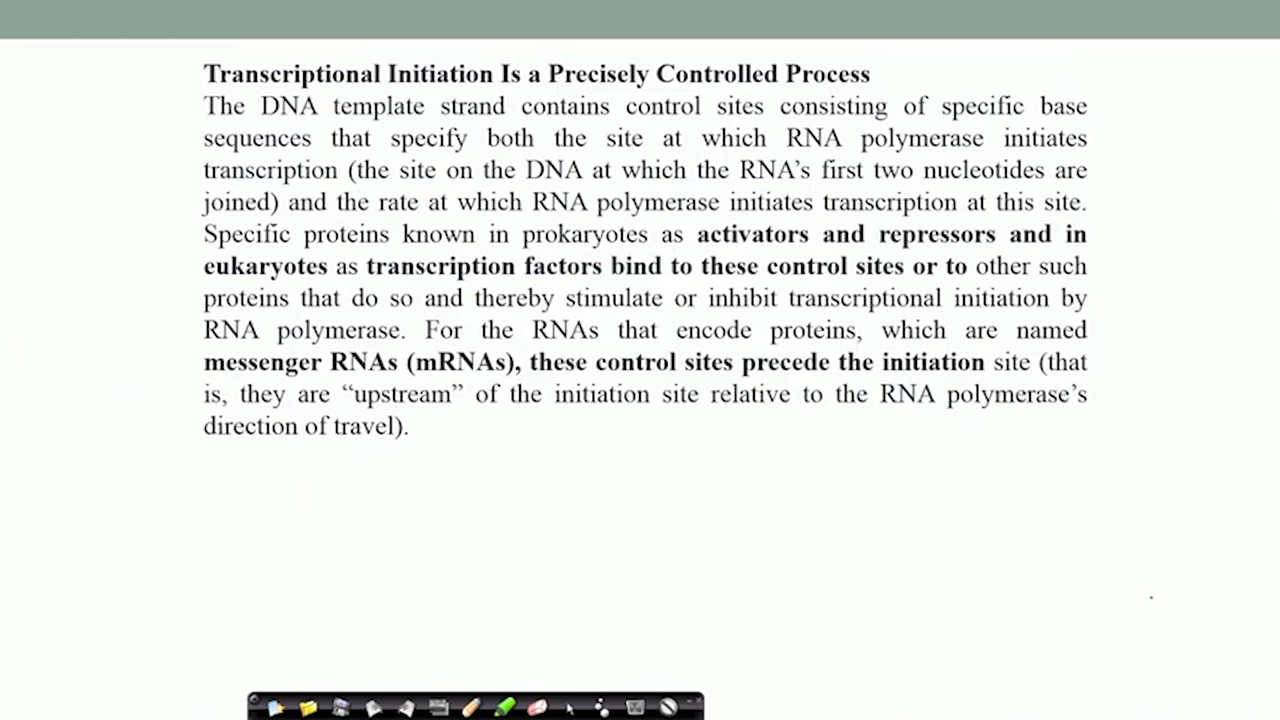 Transcriptional Initiation Is a Precisely Controlled Process
The DNA template strand contains control sites consisting of specific base
sequences that specify both the site at which RNA polymerase initiates
transcription (the site on the DNA at which the RNA’s first two nucleotides are
joined) and the rate at which RNA polymerase initiates transcription at this site.
Specific proteins known in prokaryotes as activators and repressors and in
eukaryotes as transcription factors bind to these control sites or to other such
proteins that do so and thereby stimulate or inhibit transcriptional initiation by
RNA polymerase. For the RNAs that encode proteins, which are named
messenger RNAs (mRNAs), these control sites precede the initiation site (that
is, they are “upstream” of the initiation site relative to the RNA polymerase’s
direction of travel).